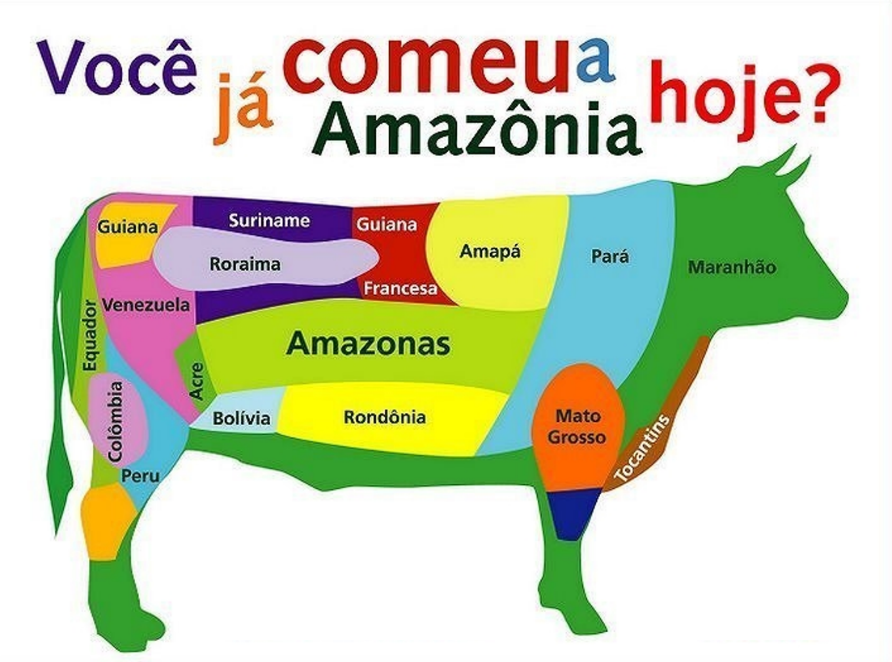 Você já comeu a
Amazônia hoje?
Guiana
Suriname
Guiana
Francesa
Roraima
Amapá
Pará
Maranhão
Venezuela
Equador
Amazonas
Acre
Colômbia
Bolívia
Rondônia
Mato
Grosso
Tocantins
Peru